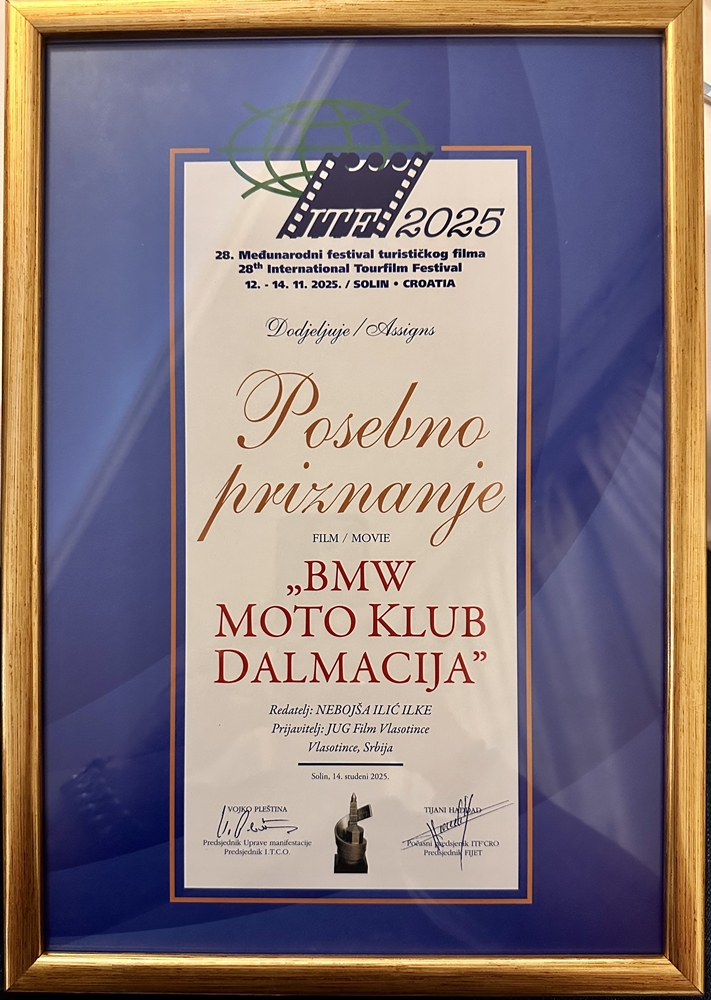 ITF 2025
28. Međunarodni festival turističkog filma
28th International Tourfilm Festival
12. - 14. 11. 2025. / SOLIN • CROATIA
Dodjeljuje / Assigns
Posebno
priznanje
FILM / MOVIE
„BMW
MOTO KLUB
DALMACIJA”
Redatelj: NEBOJŠA ILIĆ ILKE
Prijavitelj: JUG Film Vlasotince
Vlasotince, Srbija
Solin, 14. studeni 2025.
VOJKO PLEŠTINA
Predsjednik Uprave manifestacije
Predsjednik I.T.C.O.
TIJANI HADDAD
Počasni predsjednik ITF'CRO
Predsjednik FIJET